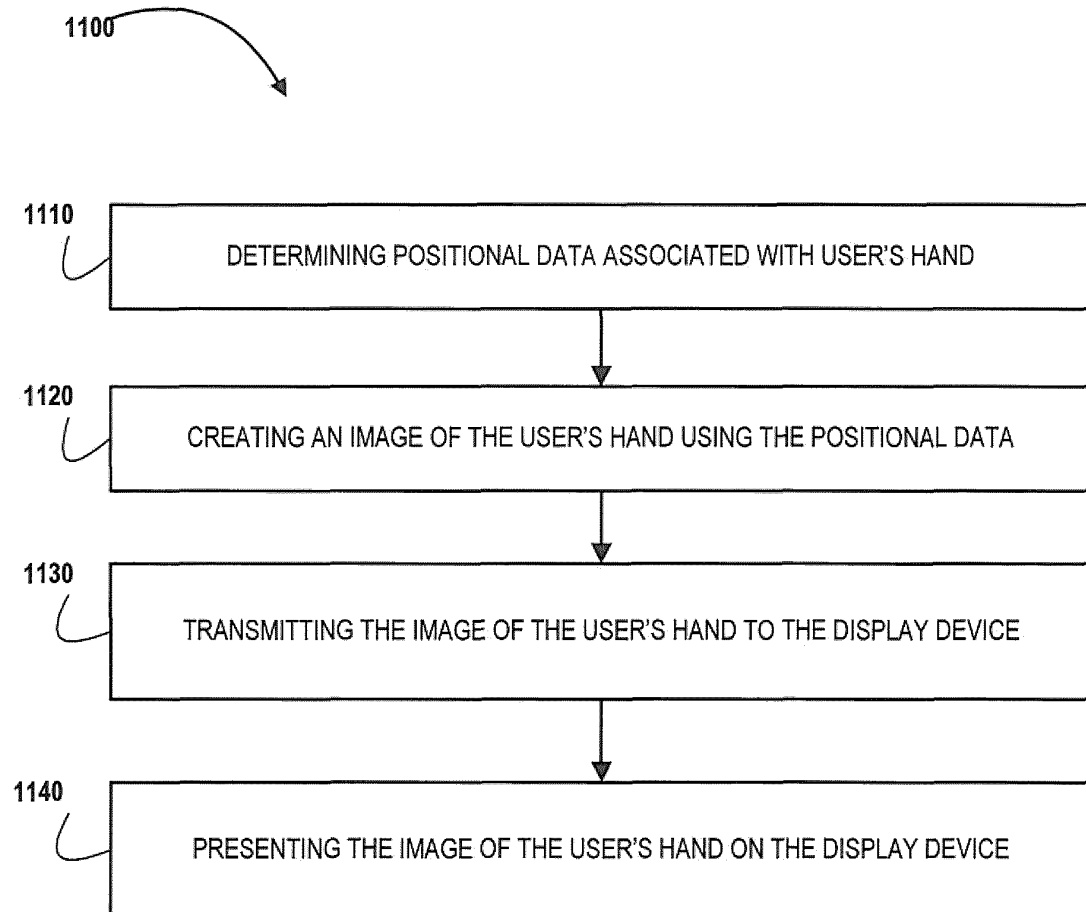 1100
1110
DETERMINING POSITIONAL DATA ASSOCIATED WITH USER'S HAND
1120
CREATING AN IMAGE OF THE USER'S HAND USING THE POSITIONAL DATA
1130
TRANSMITTING THE IMAGE OF THE USER'S HAND TO THE DISPLAY DEVICE
1140
PRESENTING THE IMAGE OF THE USER'S HAND ON THE DISPLAY DEVICE